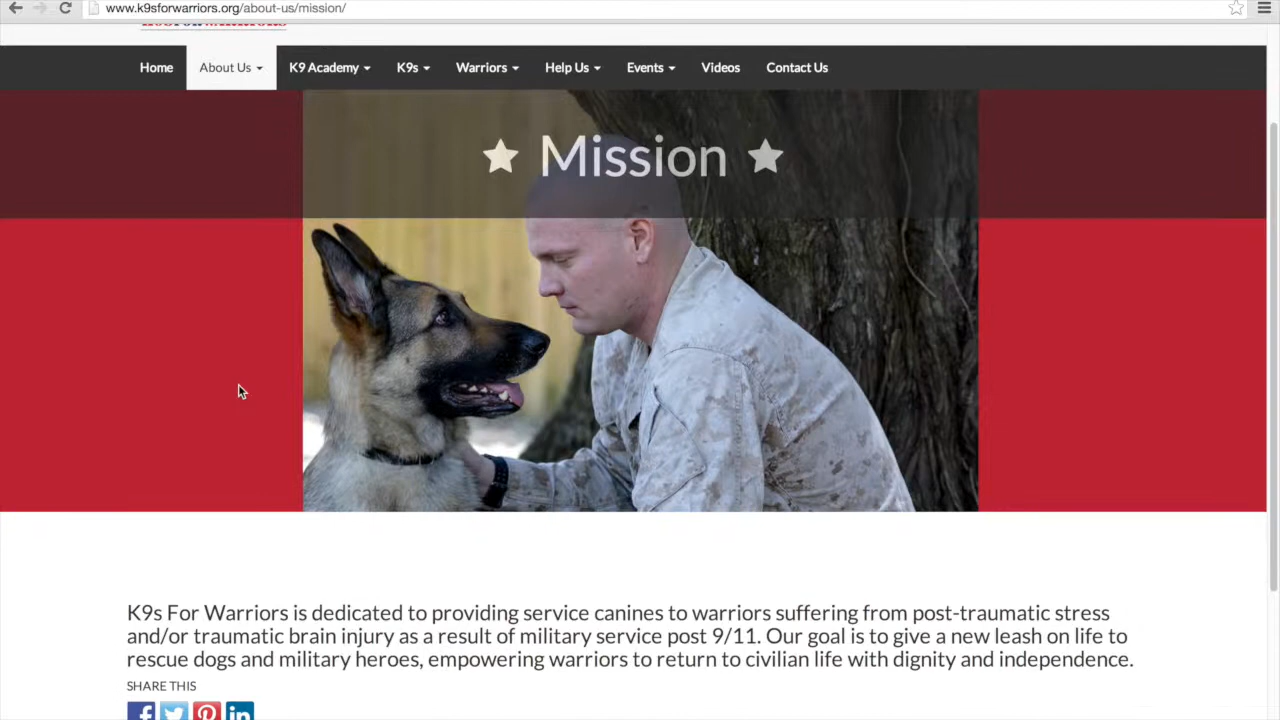 www.k9sforwarriors.org/about-us/mission/
Home About Us K9 Academy K9s Warriors Help Us Events Videos Contact Us
Mission
K9s For Warriors is dedicated to providing service canines to warriors suffering from post-traumatic stress
and/or traumatic brain injury as a result of military service post 9/11. Our goal is to give a new leash on life to
rescue dogs and military heroes, empowering warriors to return to civilian life with dignity and independence.
SHARE THIS